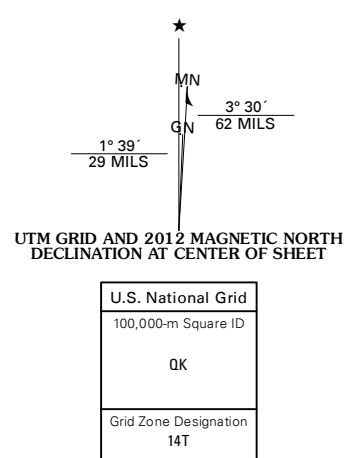 ★
MN
3° 30´
62 MILS
GN
1° 39´
29 MILS
UTM GRID AND 2012 MAGNETIC NORTH
DECLINATION AT CENTER OF SHEET
U.S. National Grid
100,000-m Square ID
QK
Grid Zone Designation
14T